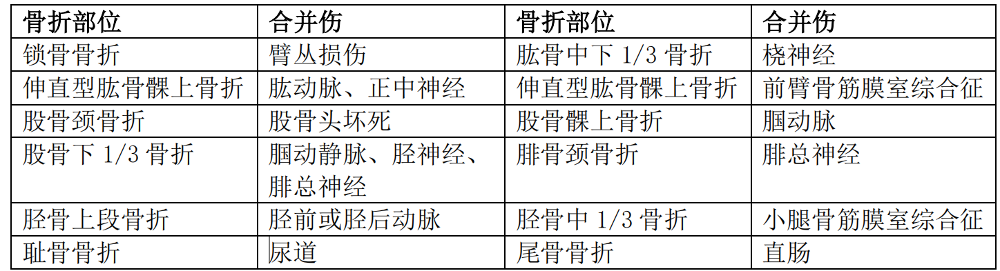 骨折部位 合并伤 骨折部位 合并伤
锁骨骨折 臂丛损伤 肱骨中下 1/3 骨折 桡神经
伸直型肱骨髁上骨折 肱动脉、正中神经 伸直型肱骨髁上骨折 前臂骨筋膜室综合征
股骨颈骨折 股骨头坏死 股骨髁上骨折 腘动脉
股骨下 1/3 骨折 腘动静脉、胫神经、 腓骨颈骨折 腓总神经
腓总神经
胫骨上段骨折 胫前或胫后动脉 胫骨中 1/3 骨折 小腿骨筋膜室综合征
耻骨骨折 尿道 尾骨骨折 直肠